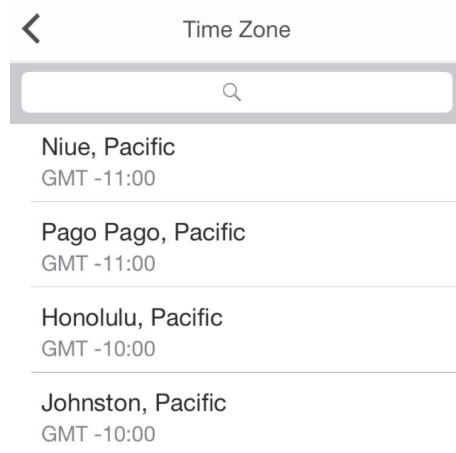 Time Zone
Niue, Pacific
GMT -11:00
Pago Pago, Pacific
GMT -11:00
Honolulu, Pacific
GMT -10:00
Johnston, Pacific
GMT -10:00